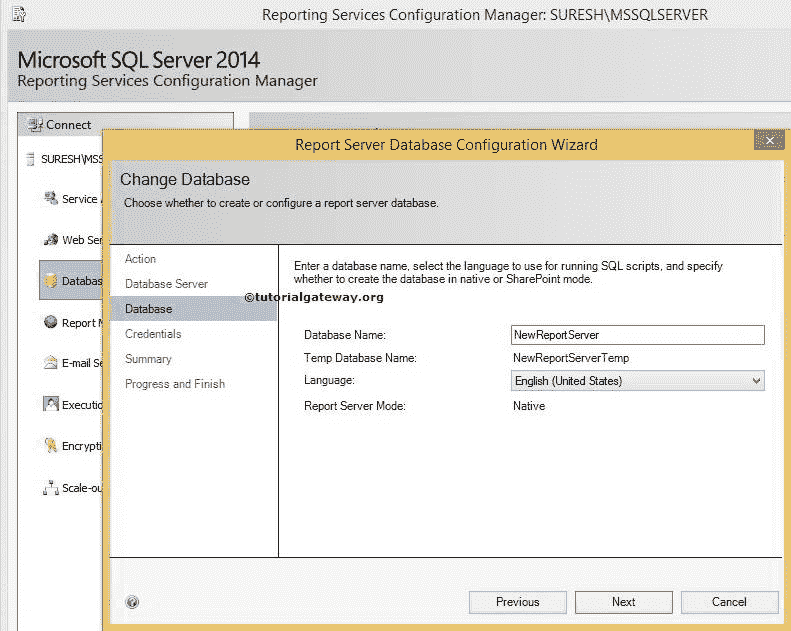 Reporting Services Configuration Manager: SURESH\MSSQLSERVER
Microsoft SQL Server 2014
Reporting Services Configuration Manager
Connect
SURESH\MSS
Service
Web Ser
Databas
Report M
E-mail Se
Executio
Encrypti
Scale-ou
Report Server Database Configuration Wizard
Change Database
Choose whether to create or configure a report server database.
Action
Database Server
Database
Credentials
Summary
Progress and Finish
©tutorialgateway.org
Enter a database name, select the language to use for running SQL scripts, and specify
whether to create the database in native or SharePoint mode.
Database Name: NewReportServer
Temp Database Name: NewReportServerTemp
Language: English (United States)
Report Server Mode: Native
Previous Next Cancel